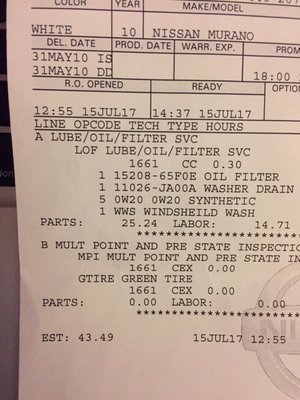 COLOR YEAR MAKE/MODEL
WHITE 10 NISSAN MURANO
DEL. DATE PROD. DATE WARR. EXP. PROM
31MAY10 IS
31MAY10 DD 18:00
R.O. OPENED READY OPTION
12:55 15JUL17 14:37 15JUL17
LINE OPCODE TECH TYPE HOURS
A LUBE/OIL/FILTER SVC
LOF LUBE/OIL/FILTER SVC
1661 CC 0.30
1 15208-65F0E OIL FILTER
1 11026-JA00A WASHER DRAIN
5 0W20 0W20 SYNTHETIC
1 WWS WINDSHEILD WASH
PARTS: 25.24 LABOR: 14.71
********************
B MULT POINT AND PRE STATE INSPECTIO
MPI MULT POINT AND PRE STATE IN
1661 CEX 0.00
GTIRE GREEN TIRE
1661 CEX 0.00
PARTS: 0.00 LABOR: 0.00
********************
EST: 43.49 15JUL17 12:55